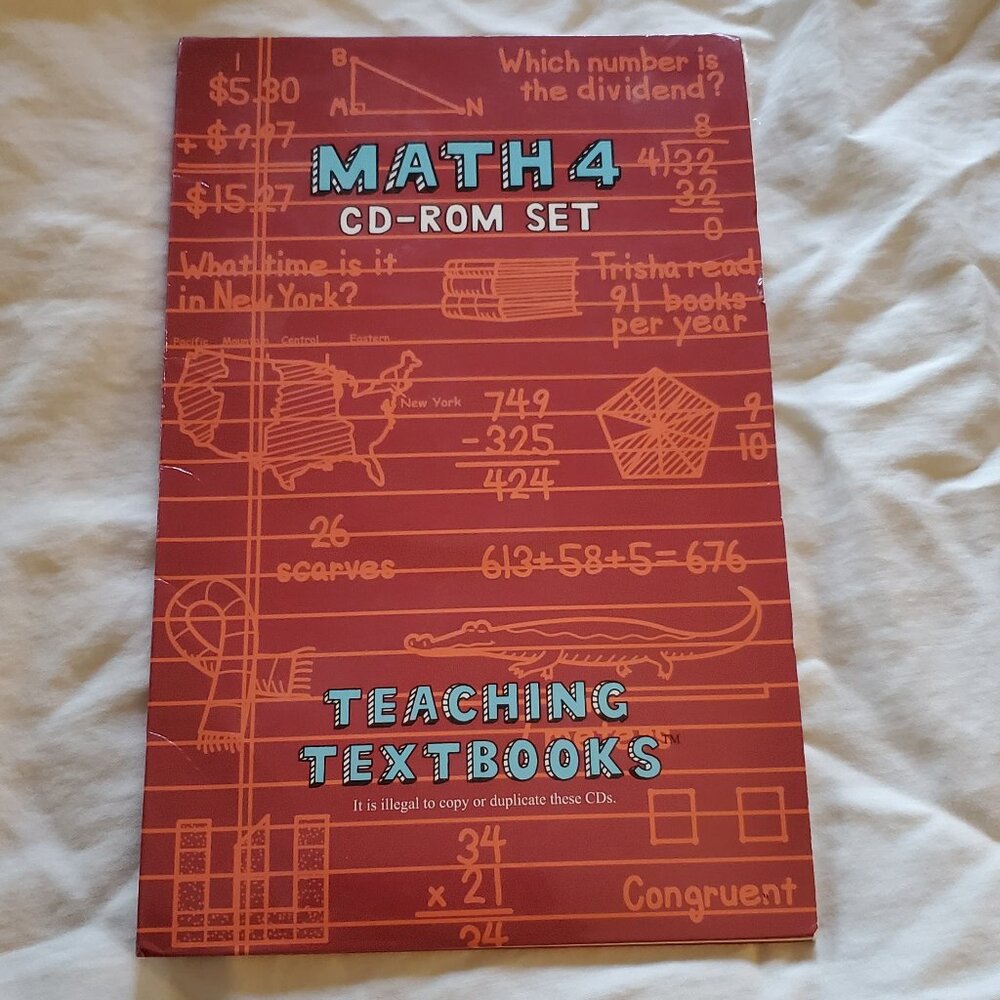 1
$5.30
+ $9.97
$15.27
B
M
N
Which number is
the dividend?
8
4)32
32
0
MATH 4
CD-ROM SET
What time is it
in New York?
Trisha read
91 books
per year
Pacific Mountain Central Eastern
New York
749
-325
424
9
10
26
scarves
613+58+5=676
TEACHING
TEXTBOOKS™
It is illegal to copy or duplicate these CDs.
34
x 21
34
Congruent